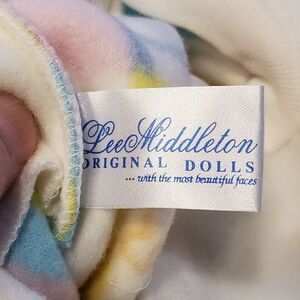 Lee Middleton
ORIGINAL DOLLS
... with the most beautiful faces